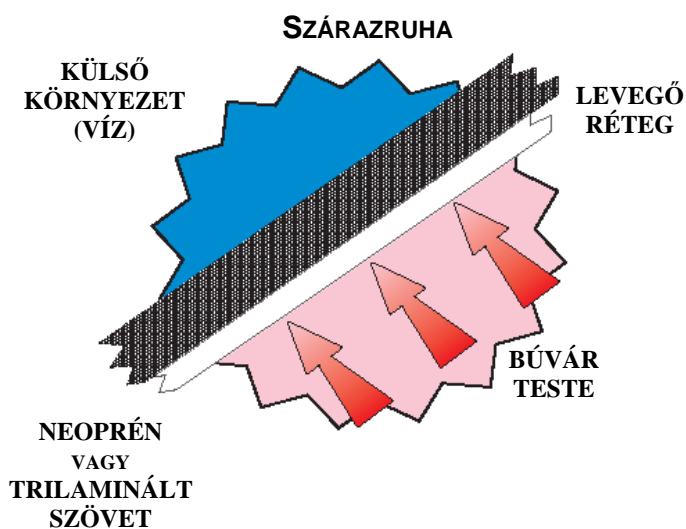 SZÁRAZRUHA
KÜLSŐ
KÖRNYEZET
(VÍZ)
LEVEGŐ
RÉTEG
BÚVÁR
TESTE
NEOPRÉN
VAGY
TRILAMINÁLT
SZÖVET